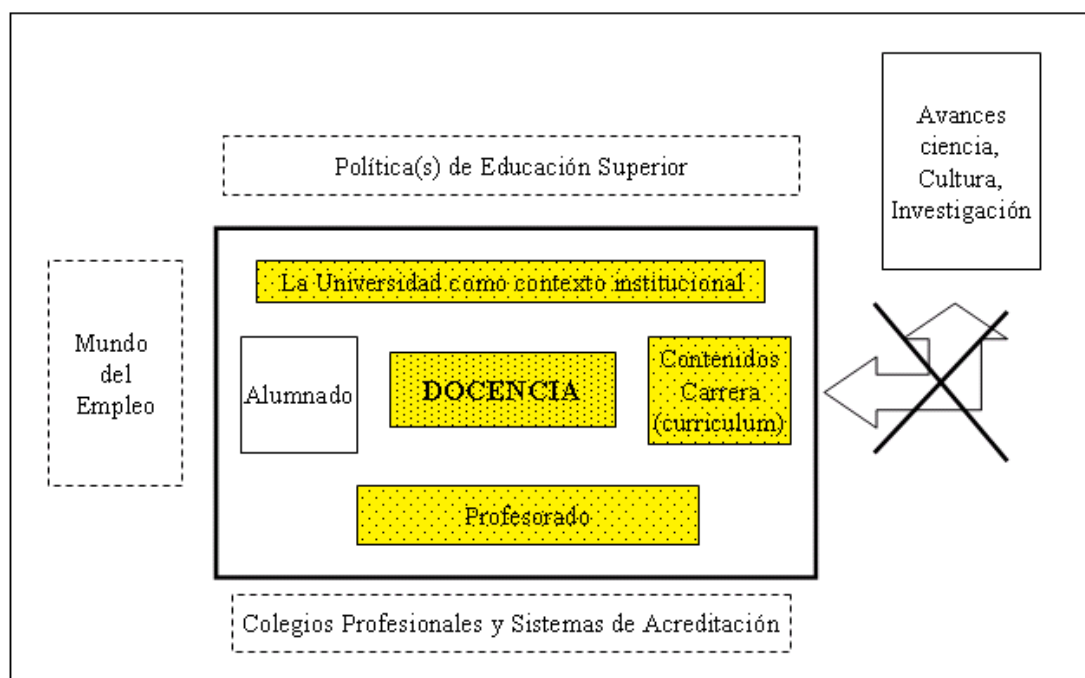 Avances
ciencia,
Cultura,
Investigación
Política(s) de Educación Superior
La Universidad como contexto institucional
Mundo
del
Empleo
Alumnado
DOCENCIA
Contenidos
Carrera
(curriculum)
Profesorado
Colegios Profesionales y Sistemas de Acreditación